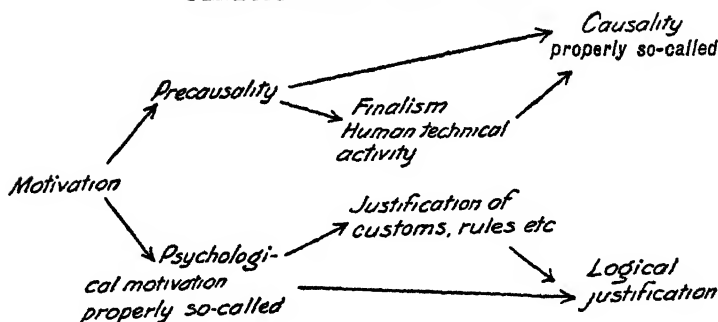 Causality
properly so-called
Precausality
Finalism
Human technical
activity
Motivation
Justification of
customs, rules etc
Psychologi-
cal motivation
properly so-called
Logical
justification